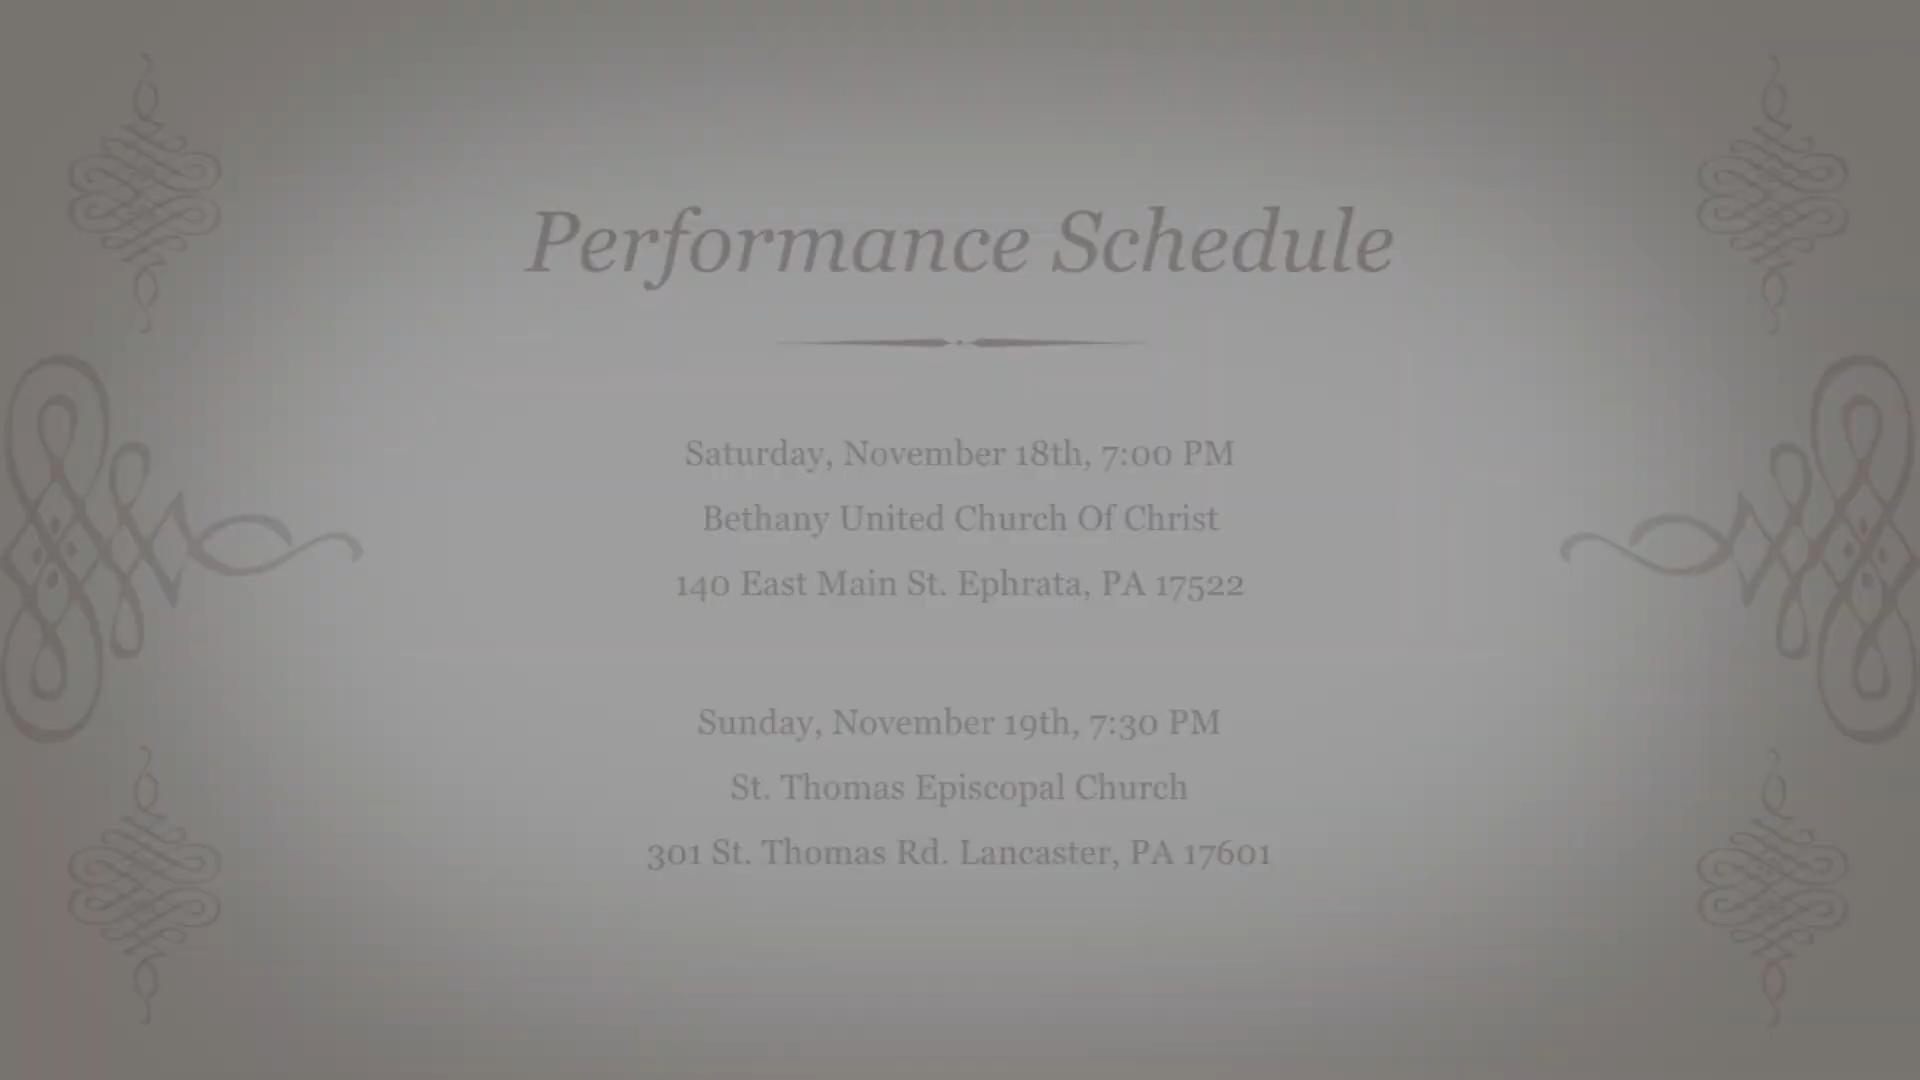 Performance Schedule
Saturday, November 18th, 7:00 PM
Bethany United Church Of Christ
140 East Main St. Ephrata, PA 17522
Sunday, November 19th, 7:30 PM
St. Thomas Episcopal Church
301 St. Thomas Rd. Lancaster, PA 17601